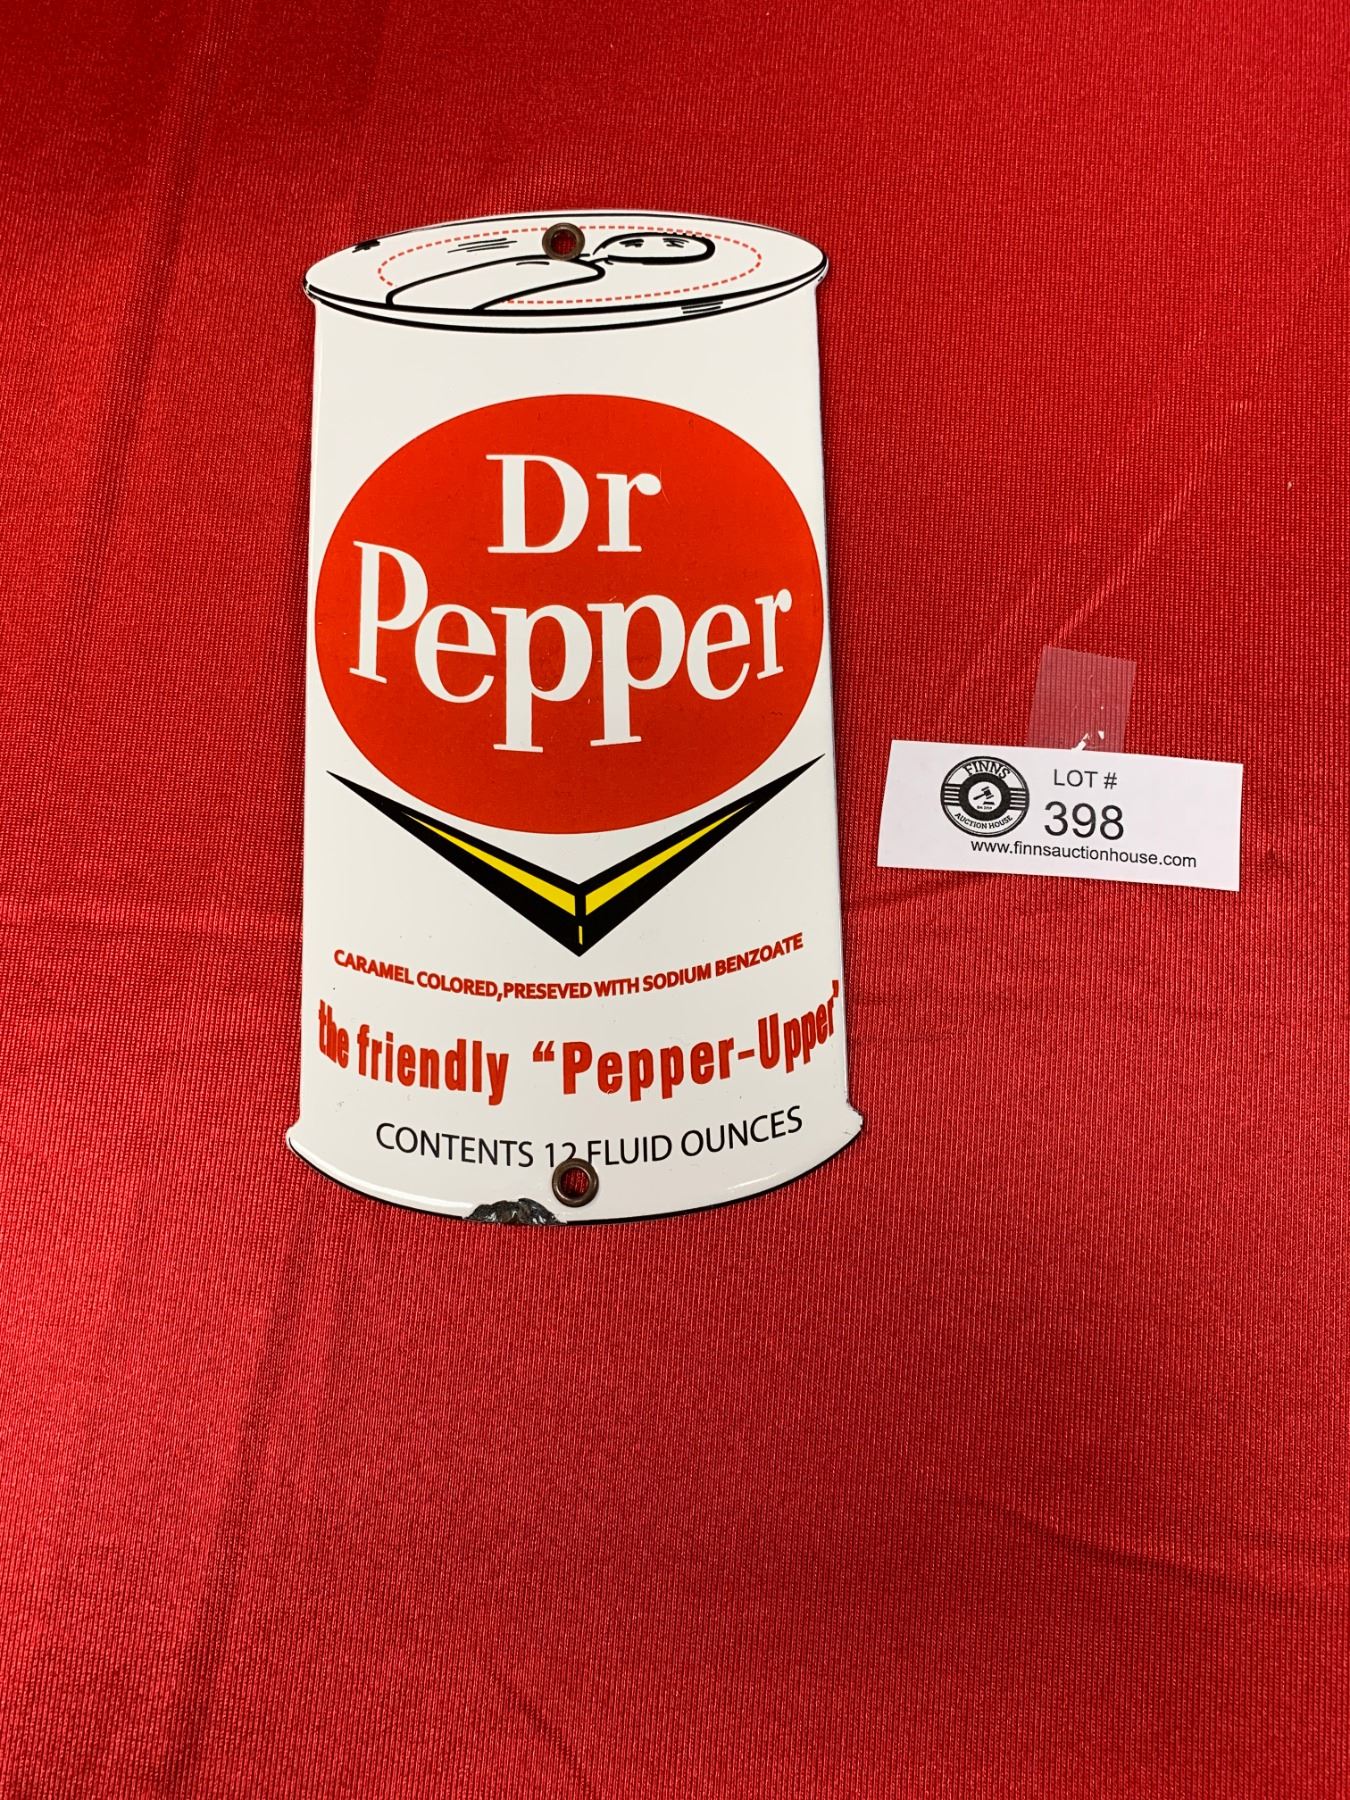 Dr
Pepper
CARAMEL COLORED,PRESEVED WITH SODIUM BENZOATE
the friendly "Pepper-Upper"
CONTENTS 12 FLUID OUNCES
FINNS
AUCTION HOUSE
LOT #
398
www.finnsauctionhouse.com